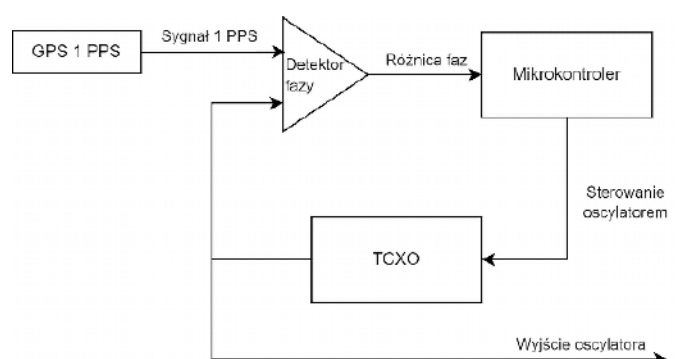 GPS 1 PPS
Sygnał 1 PPS
Detektor
fazy
Różnica faz
Mikrokontroler
Sterowanie
oscylatorem
TCXO
Wyjście oscylatora